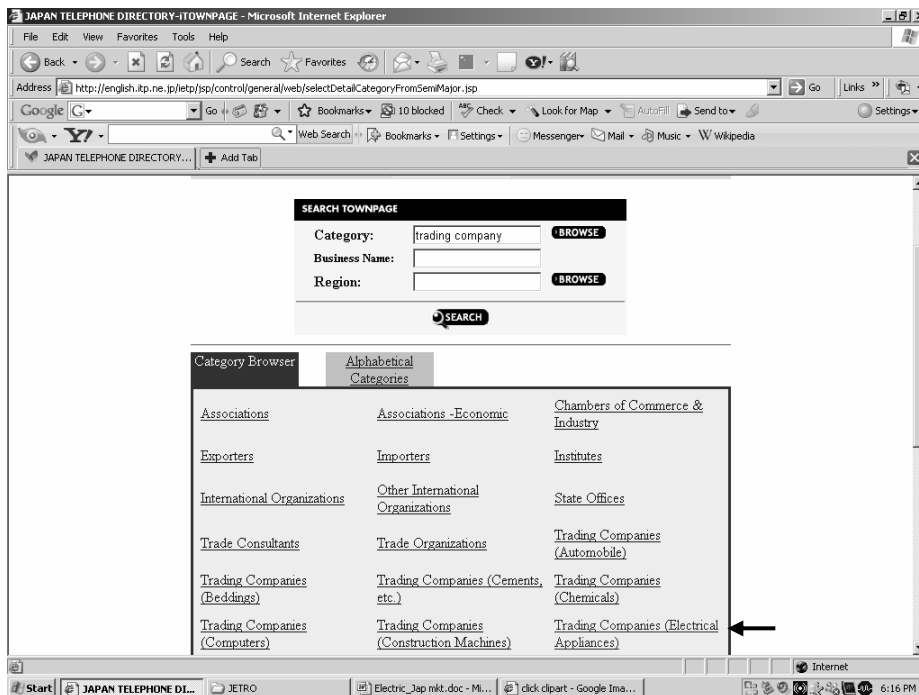 JAPAN TELEPHONE DIRECTORY-iTOWNPAGE - Microsoft Internet Explorer
File Edit View Favorites Tools Help
Back Search Favorites
Address http://english.itp.ne.jp/ietp/jsp/control/general/web/selectDetailCategoryFromSemiMajor.jsp Go Links »
Google G Go Bookmarks 10 blocked Check Look for Map AutoFill Send to Settings
Y! Web Search Bookmarks Settings Messenger Mail Music W Wikipedia
JAPAN TELEPHONE DIRECTORY... Add Tab
SEARCH TOWNPAGE
Category: trading company BROWSE
Business Name:
Region: BROWSE
SEARCH
Category Browser Alphabetical
Categories
Associations Associations -Economic Chambers of Commerce &
Industry
Exporters Importers Institutes
International Organizations Other International
Organizations State Offices
Trade Consultants Trade Organizations Trading Companies
(Automobile)
Trading Companies
(Beddings) Trading Companies (Cements,
etc.) Trading Companies
(Chemicals)
Trading Companies
(Computers) Trading Companies
(Construction Machines) Trading Companies (Electrical
Appliances)
Internet
Start JAPAN TELEPHONE DI... JETRO Electric_Jap mkt.doc - Mi... click clipart - Google Ima... 6:16 PM